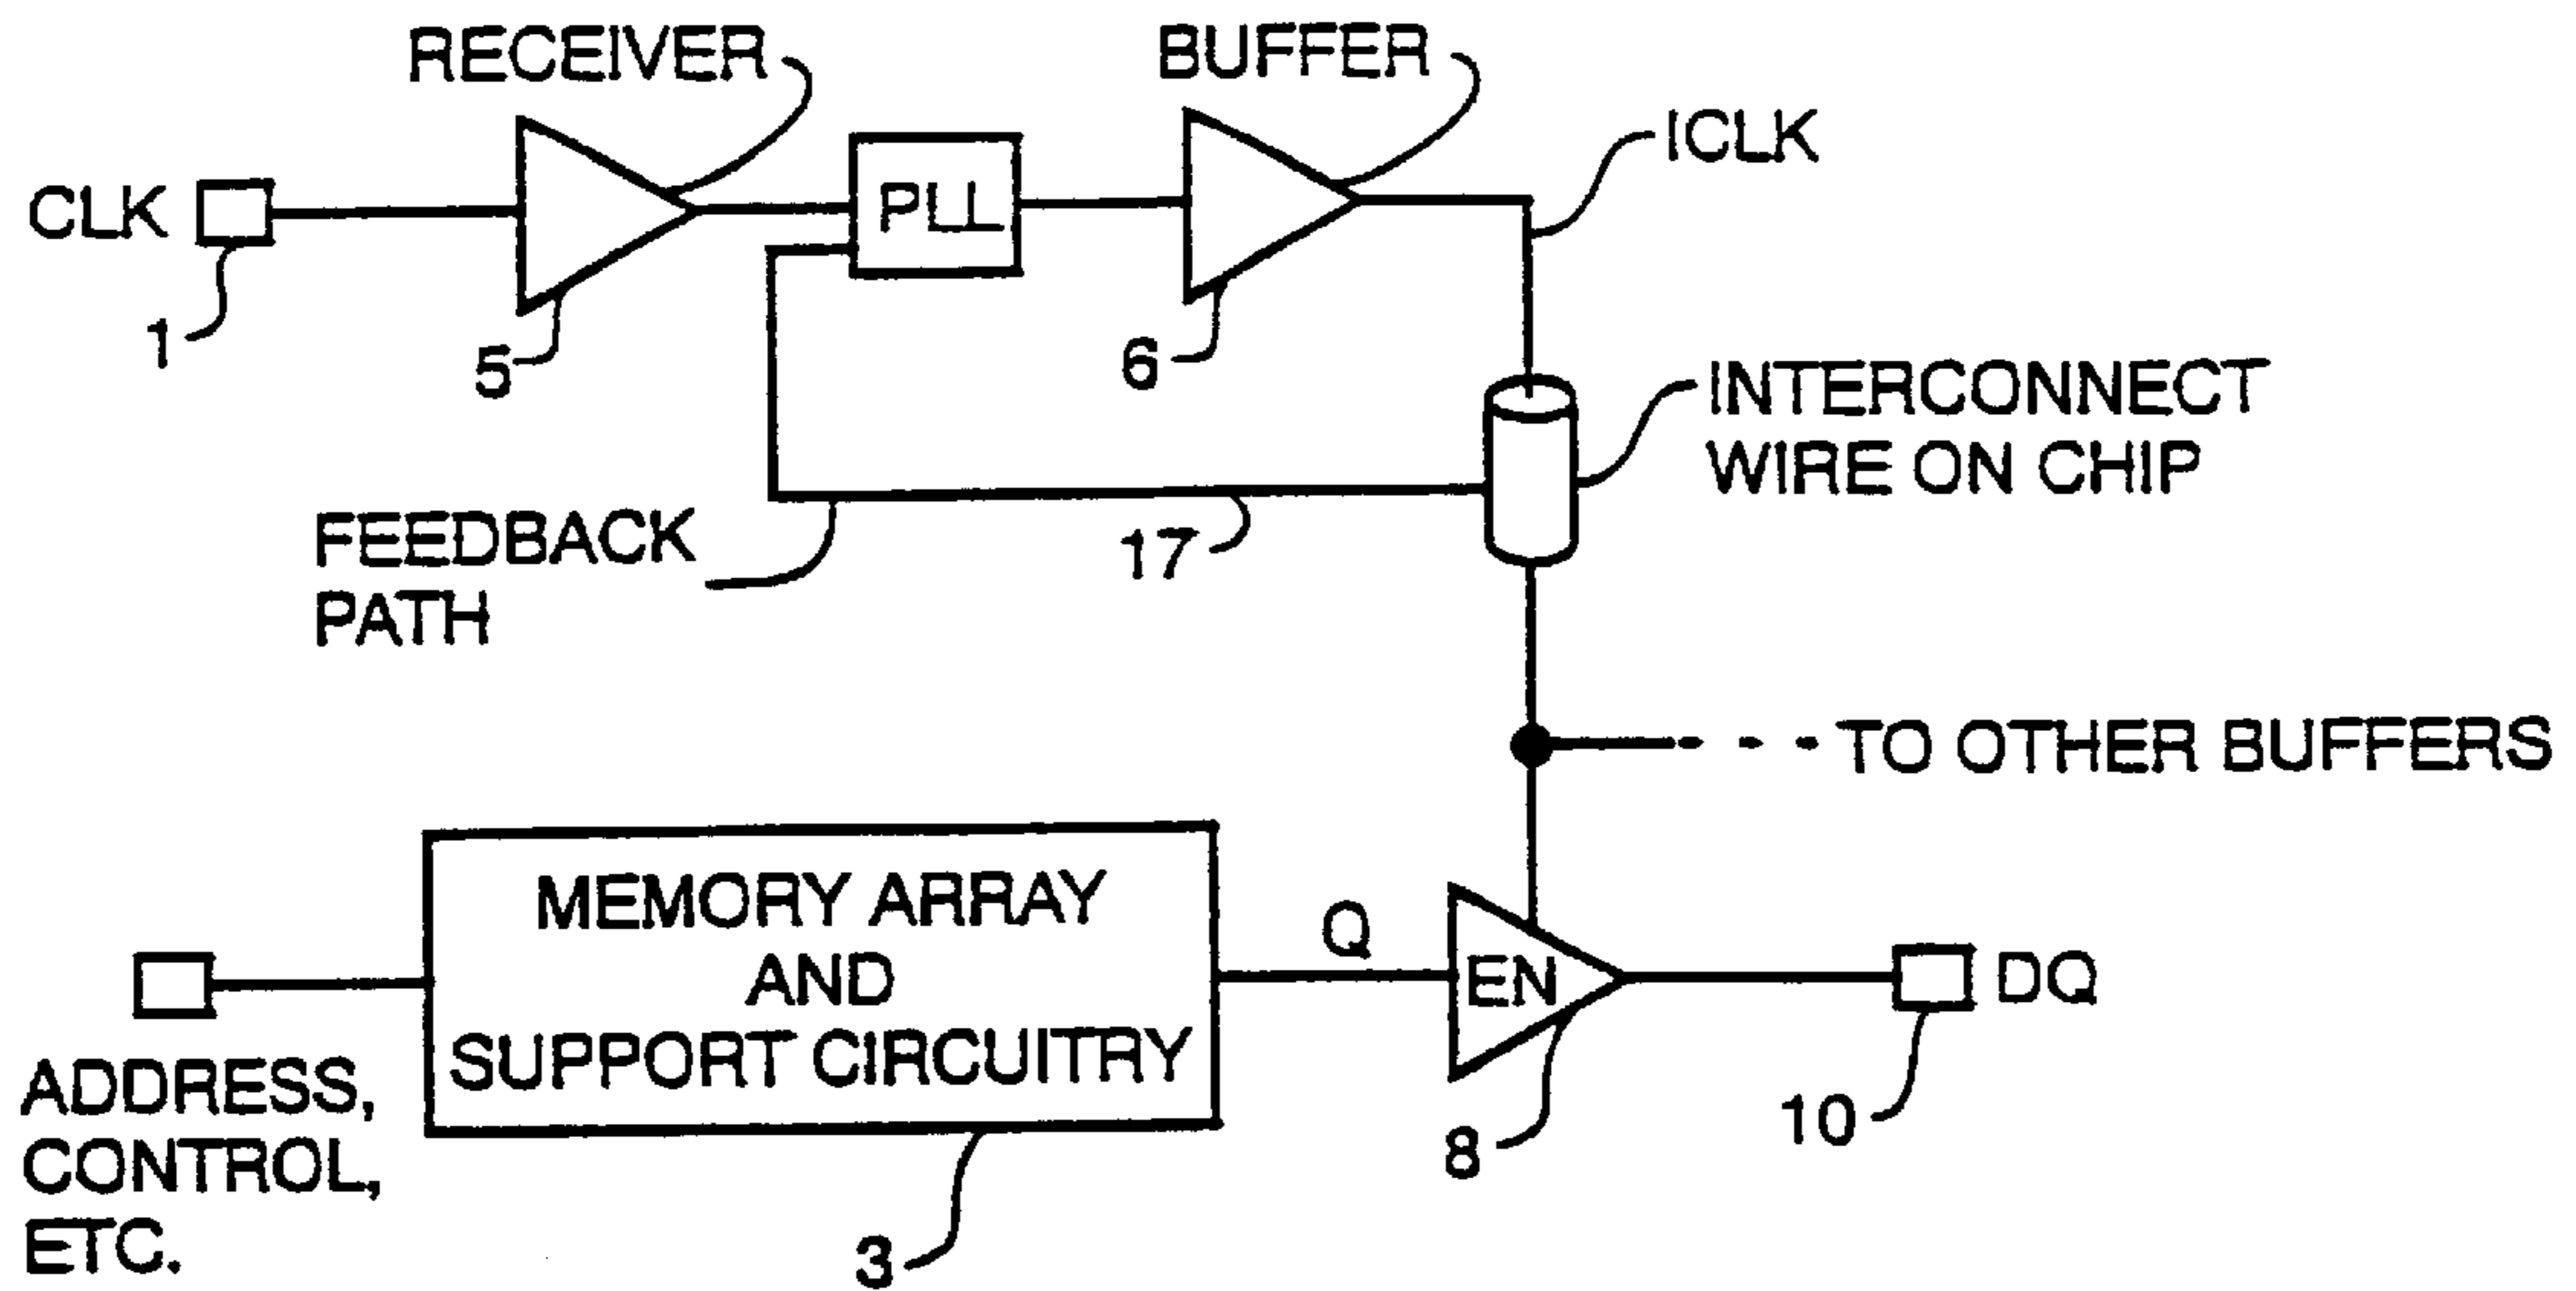 RECEIVER
BUFFER
ICLK
CLK
PLL
1
5
6
INTERCONNECT
WIRE ON CHIP
FEEDBACK
PATH
17
TO OTHER BUFFERS
MEMORY ARRAY
AND
SUPPORT CIRCUITRY
Q
EN
DQ
ADDRESS,
CONTROL,
ETC.
3
8
10